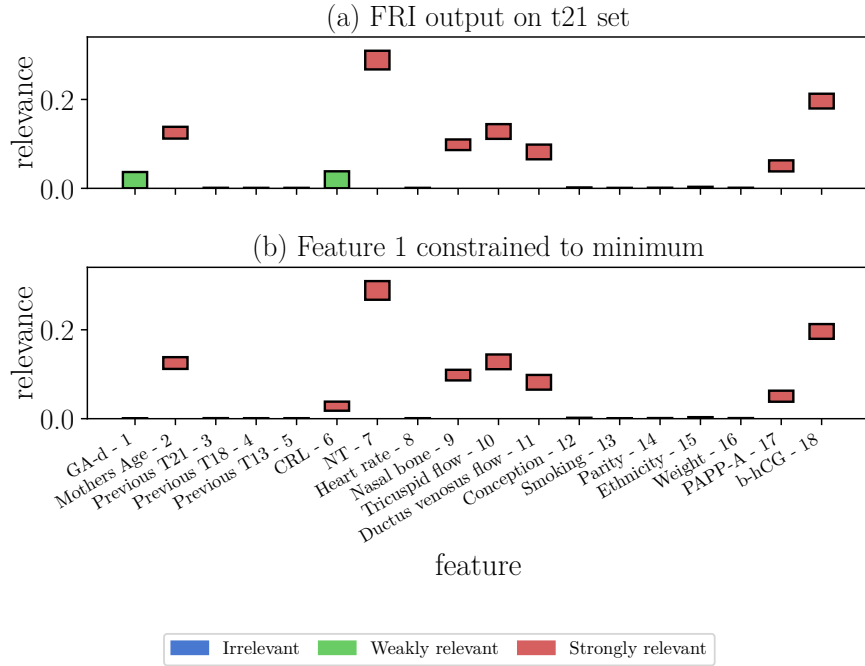 (a) FRI output on t21 set
relevance
0.2
0.0
(b) Feature 1 constrained to minimum
relevance
0.2
0.0
GA-d - 1
Mothers Age - 2
Previous T21 - 3
Previous T18 - 4
Previous T13 - 5
CRL - 6
NT - 7
Heart rate - 8
Nasal bone - 9
Tricuspid flow - 10
Ductus venosus flow - 11
Conception - 12
Smoking - 13
Parity - 14
Ethnicity - 15
Weight - 16
PAPP-A - 17
b-hCG - 18
feature
Irrelevant Weakly relevant Strongly relevant